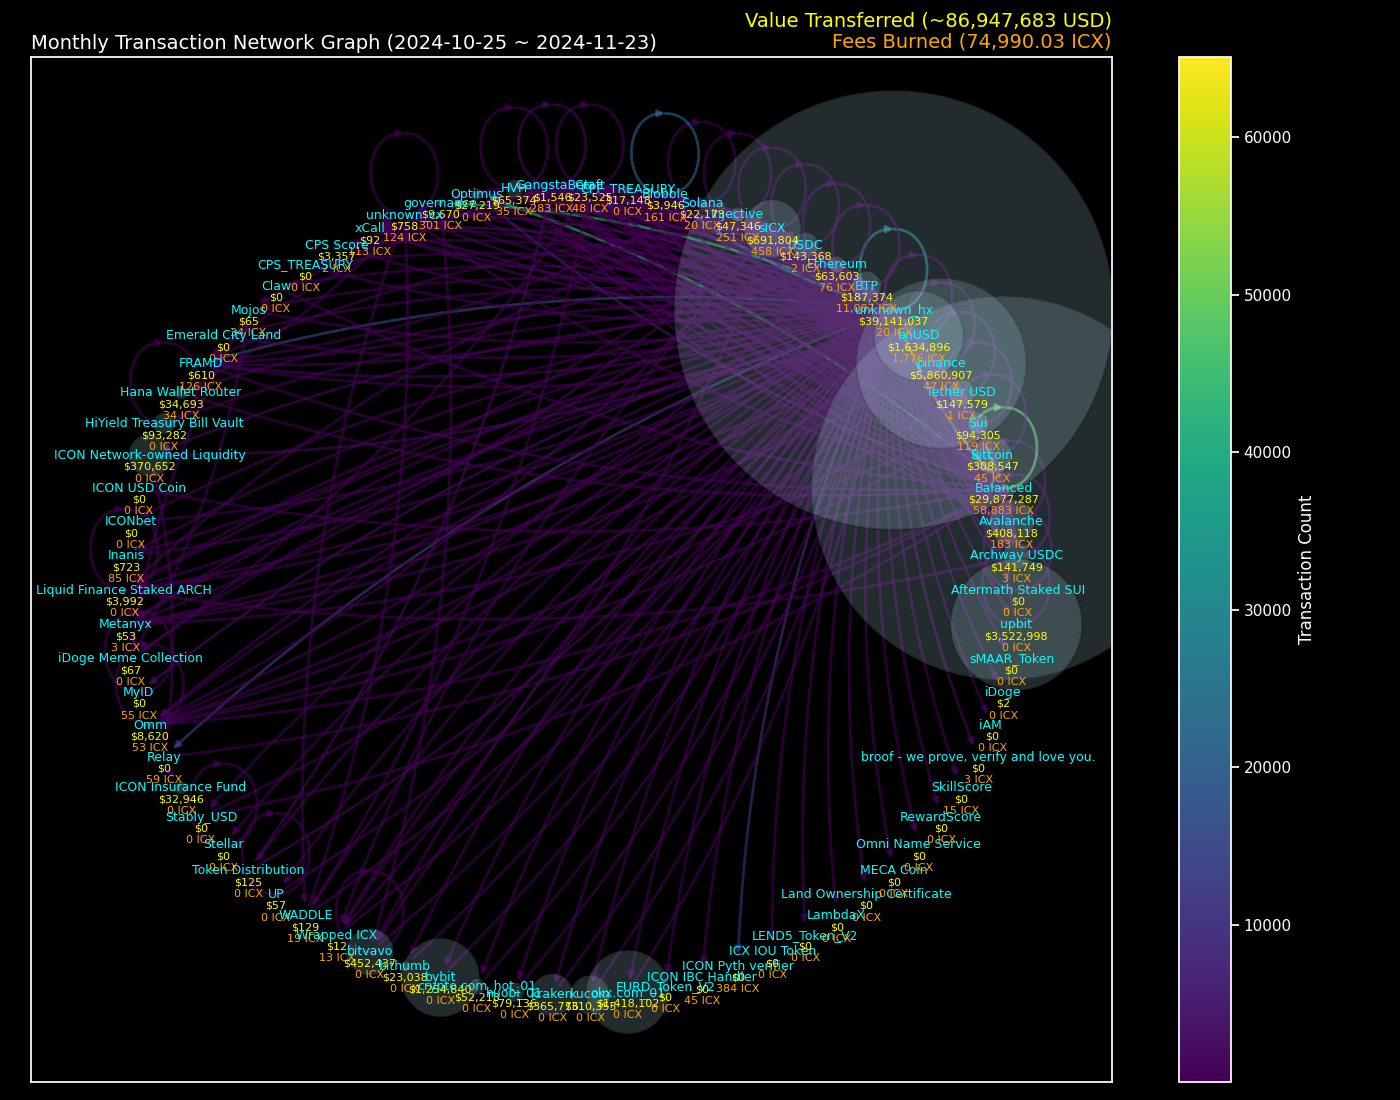 Value Transferred (~86,947,683 USD)
Monthly Transaction Network Graph (2024-10-25 ~ 2024-11-23)
Fees Burned (74,990.03 ICX)
HVH
$65,374
35 ICX
GangstaBet
$1,546
283 ICX
Craft
$23,525
48 ICX
CPF_TREASURY
$17,148
0 ICX
Blobble
$3,946
161 ICX
Solana
$22,173
20 ICX
Injective
$47,346
251 ICX
sICX
$691,804
458 ICX
USDC
$143,368
2 ICX
Ethereum
$63,603
76 ICX
BTP
$187,374
unknown_hx
$39,141,037
20 ICX
bnUSD
$1,634,896
1,776 ICX
binance
$5,860,907
47 ICX
Tether USD
$147,579
1 ICX
Sui
$94,305
119 ICX
Bitcoin
$308,547
45 ICX
Balanced
$29,877,287
58,883 ICX
Avalanche
$408,118
183 ICX
Archway USDC
$141,749
3 ICX
Aftermath Staked SUI
$0
0 ICX
upbit
$3,522,998
0 ICX
sMAAR_Token
$0
0 ICX
iDoge
$2
0 ICX
iAM
$0
0 ICX
broof - we prove, verify and love you.
$0
3 ICX
SkillScore
$0
15 ICX
RewardScore
$0
0 ICX
Omni Name Service
$0
0 ICX
MECA Coin
$0
0 ICX
Land Ownership Certificate
$0
0 ICX
LambdaX
$0
0 ICX
LEND5_Token_V2
$0
0 ICX
ICX IOU Token
$0
0 ICX
ICON Pyth verifier
$0
384 ICX
ICON IBC Handler
$0
45 ICX
EURD_Token_V2
$0
0 ICX
okx.com_01
$1,418,102
0 ICX
kucoin
0 ICX
kraken
0 ICX
huobi_01
$79,136
0 ICX
crypto.com_hot_01
0 ICX
bybit
0 ICX
bithumb
$23,038
bitvavo
$452,437
0 ICX
Wrapped ICX
$12
13 ICX
WADDLE
$129
19 ICX
UP
$57
0 ICX
Token Distribution
$125
0 ICX
Stellar
$0
0 ICX
Stably_USD
$0
0 ICX
ICON Insurance Fund
$32,946
0 ICX
Relay
$0
59 ICX
Omm
$8,620
53 ICX
MyID
$0
55 ICX
iDoge Meme Collection
$67
0 ICX
Metanyx
$53
3 ICX
Liquid Finance Staked ARCH
$3,992
0 ICX
Inanis
$723
85 ICX
ICONbet
$0
0 ICX
ICON USD Coin
$0
0 ICX
ICON Network-owned Liquidity
$370,652
0 ICX
HiYield Treasury Bill Vault
$93,282
0 ICX
Hana Wallet Router
$34,693
34 ICX
FRAMD
$610
126 ICX
Emerald City Land
$0
0 ICX
Mojos
$65
Claw
$0
0 ICX
CPS_TREASURY
$0
0 ICX
CPS Score
$3,357
2 ICX
xCall
$92
113 ICX
unknown_cx
$758
124 ICX
governance
$9,670
301 ICX
Optimus
$27,219
0 ICX
60000
50000
40000
30000
20000
10000
Transaction Count